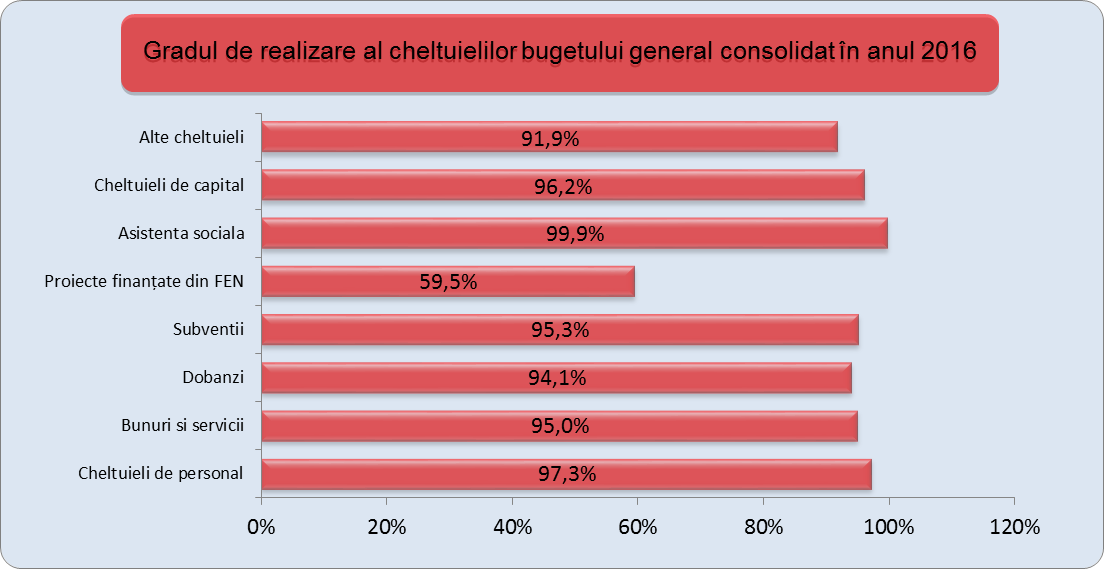 Gradul de realizare al cheltuielilor bugetului general consolidat în anul 2016
Alte cheltuieli
91,9%
Cheltuieli de capital
96,2%
Asistenta sociala
99,9%
Proiecte finanțate din FEN
59,5%
Subventii
95,3%
Dobanzi
94,1%
Bunuri si servicii
95,0%
Cheltuieli de personal
97,3%
0% 20% 40% 60% 80% 100% 120%